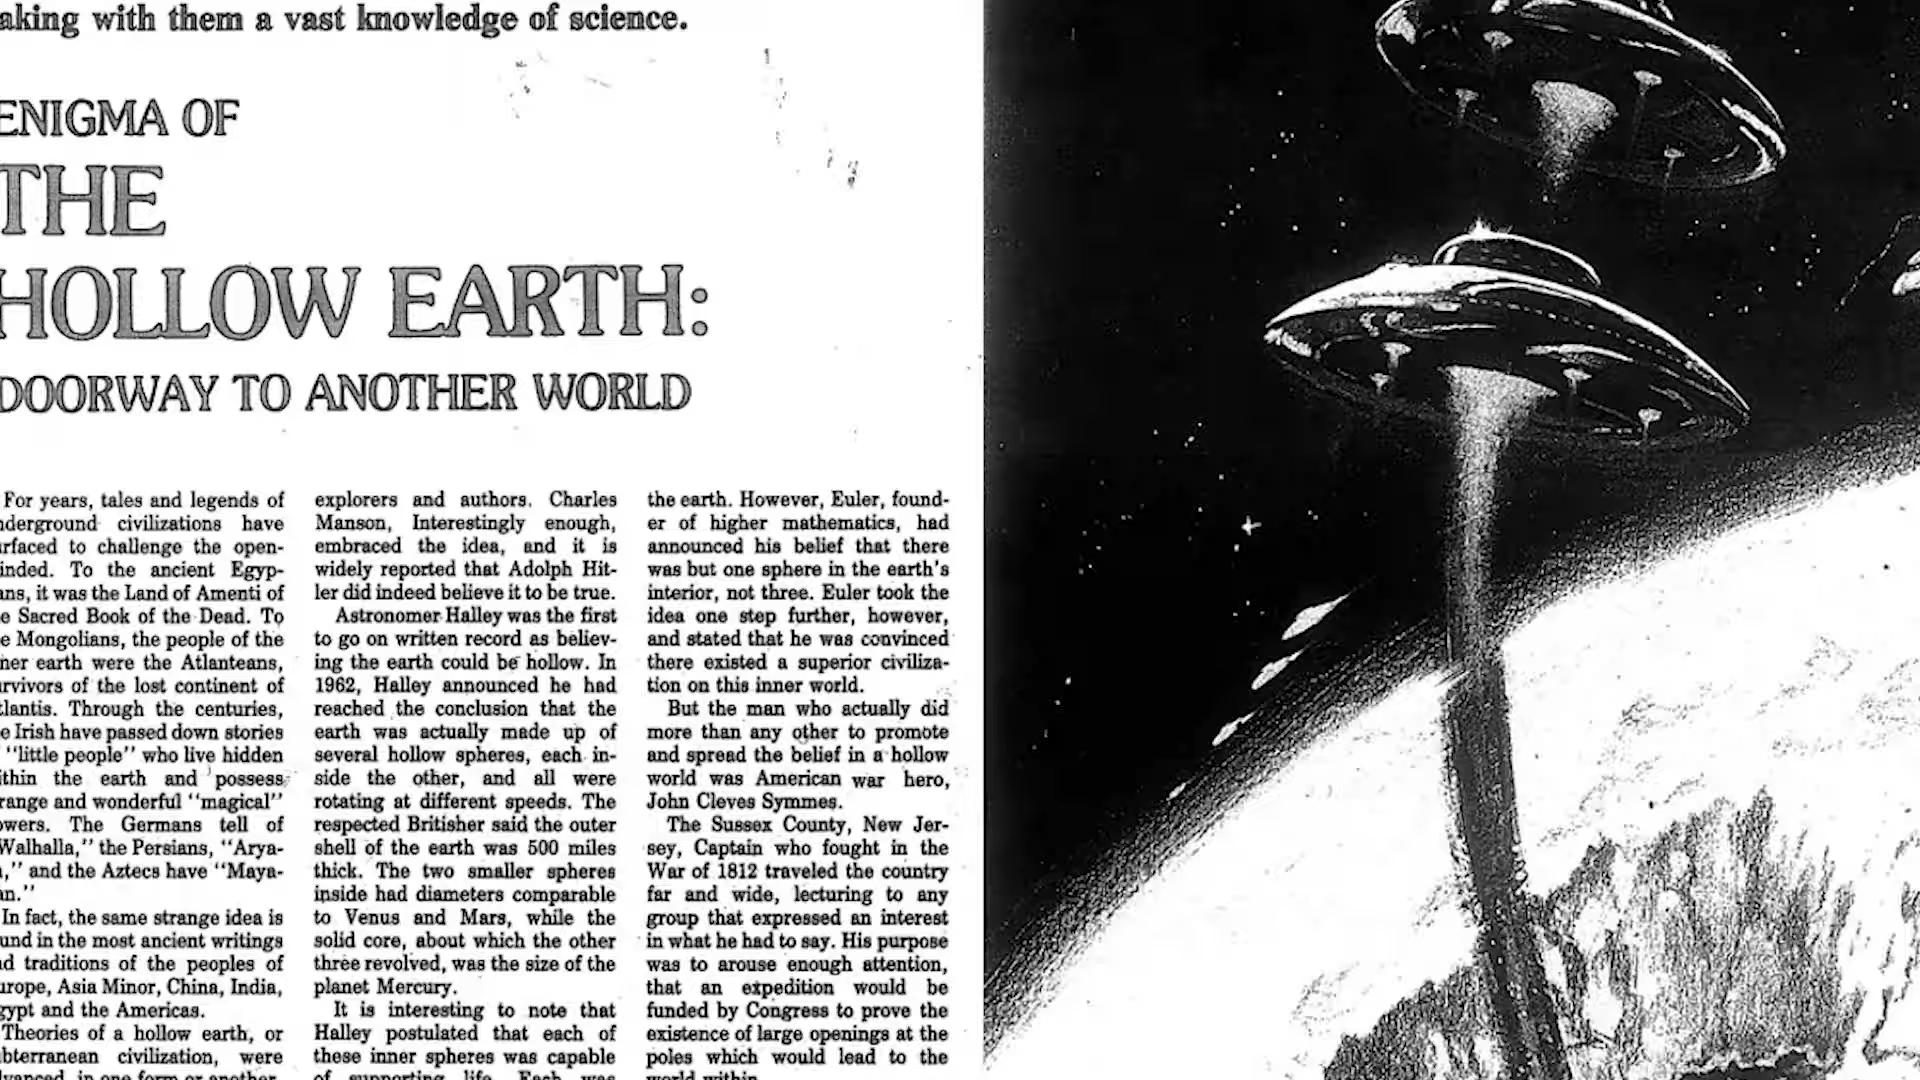 aking with them a vast knowledge of science.
ENIGMA OF
THE
HOLLOW EARTH:
DOORWAY TO ANOTHER WORLD
For years, tales and legends of
nderground civilizations have
rfaced to challenge the open-
inded. To the ancient Egyp-
ans, it was the Land of Amenti of
e Sacred Book of the Dead. To
e Mongolians, the people of the
ner earth were the Atlanteans,
rvivors of the lost continent of
tlantis. Through the centuries,
e Irish have passed down stories
"little people" who live hidden
ithin the earth and possess
range and wonderful "magical"
owers. The Germans tell of
Walhalla," the Persians, "Arya-
," and the Aztecs have "Maya-
an."
In fact, the same strange idea is
und in the most ancient writings
nd traditions of the peoples of
urope, Asia Minor, China, India,
gypt and the Americas.
Theories of a hollow earth, or
bterranean civilization, were
dvanced, in one form or another,
explorers and authors. Charles
Manson, Interestingly enough,
embraced the idea, and it is
widely reported that Adolph Hit-
ler did indeed believe it to be true.
Astronomer Halley was the first
to go on written record as believ-
ing the earth could be hollow. In
1962, Halley announced he had
reached the conclusion that the
earth was actually made up of
several hollow spheres, each in-
side the other, and all were
rotating at different speeds. The
respected Britisher said the outer
shell of the earth was 500 miles
thick. The two smaller spheres
inside had diameters comparable
to Venus and Mars, while the
solid core, about which the other
three revolved, was the size of the
planet Mercury.
It is interesting to note that
Halley postulated that each of
these inner spheres was capable
of supporting life. Each was
the earth. However, Euler, found-
er of higher mathematics, had
announced his belief that there
was but one sphere in the earth's
interior, not three. Euler took the
idea one step further, however,
and stated that he was convinced
there existed a superior civiliza-
tion on this inner world.
But the man who actually did
more than any other to promote
and spread the belief in a hollow
world was American war hero,
John Cleves Symmes.
The Sussex County, New Jer-
sey, Captain who fought in the
War of 1812 traveled the country
far and wide, lecturing to any
group that expressed an interest
in what he had to say. His purpose
was to arouse enough attention,
that an expedition would be
funded by Congress to prove the
existence of large openings at the
poles which would lead to the
world within.